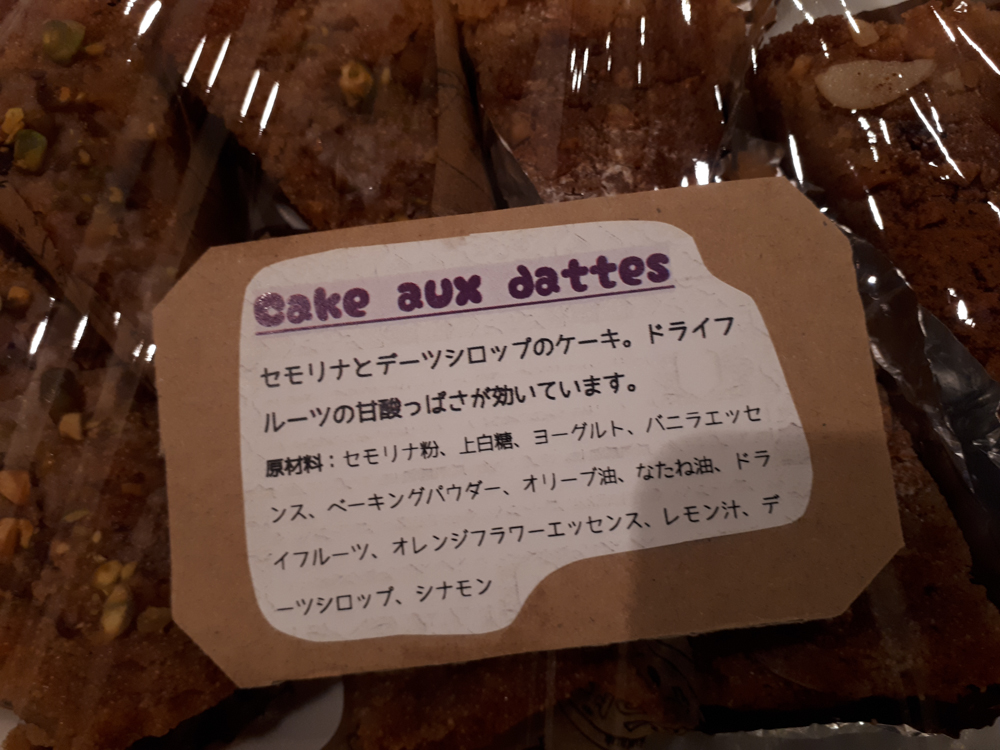 Cake aux dattes
セモリナとデーツシロップのケーキ。ドライフ
ルーツの甘酸っぱさが効いています。
原材料：セモリナ粉、上白糖、ヨーグルト、バニラエッセ
ンス、ベーキングパウダー、オリーブ油、なたね油、ドラ
イフルーツ、オレンジフラワーエッセンス、レモン汁、デ
ーツシロップ、シナモン